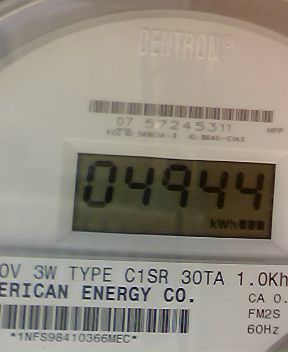 CENTRON®
07 57245311
04944
kWh
0V 3W TYPE C1SR 30TA 1.0Kh
ERICAN ENERGY CO.
CA 0.
FM2S
60Hz
*1NFS98410366MEC*